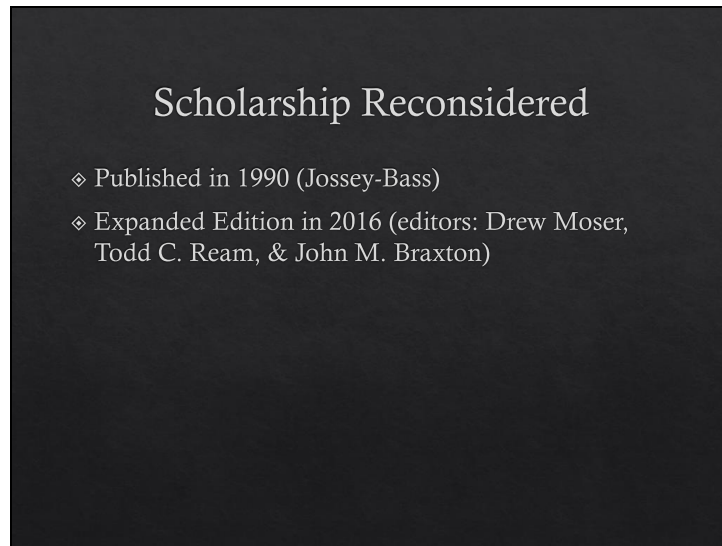 Scholarship Reconsidered
Published in 1990 (Jossey-Bass)
Expanded Edition in 2016 (editors: Drew Moser,
Todd C. Ream, & John M. Braxton)